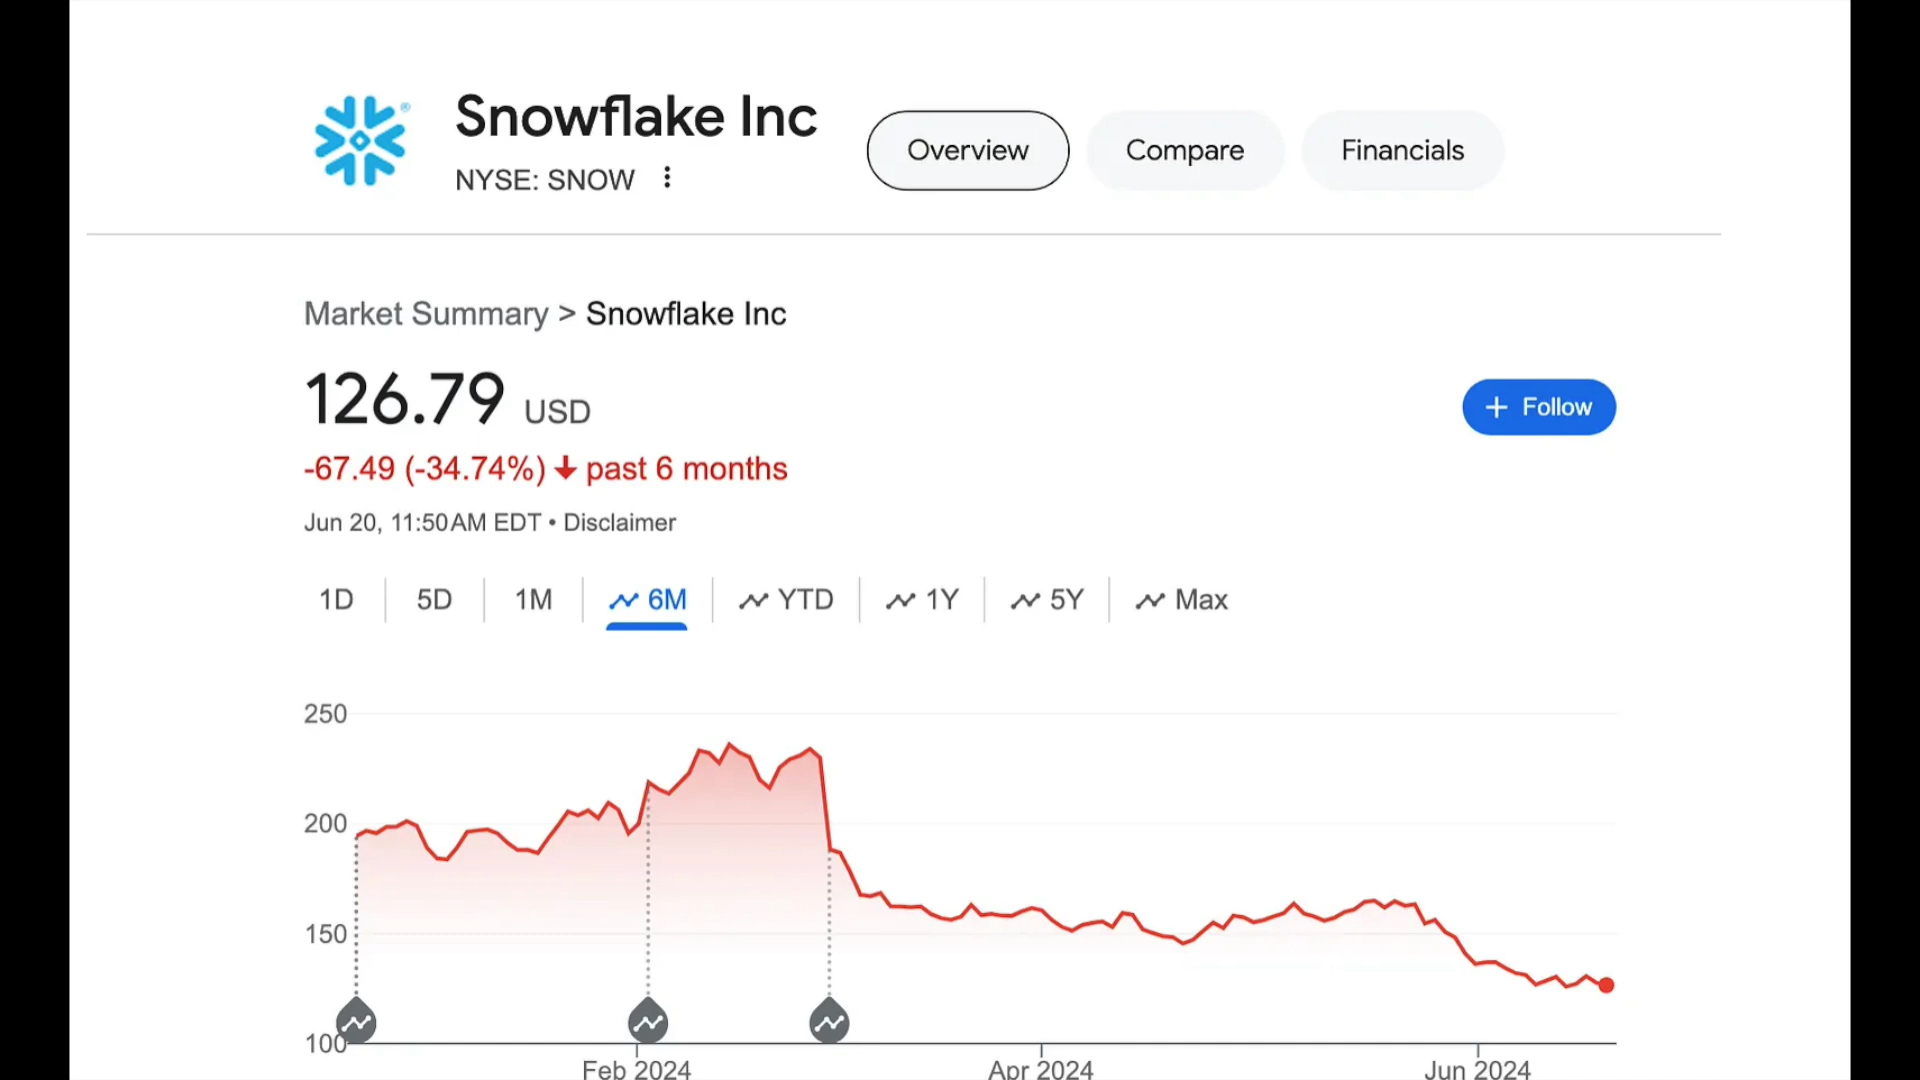 Snowflake Inc
NYSE: SNOW
Overview
Compare
Financials
Market Summary > Snowflake Inc
126.79 USD
+ Follow
-67.49 (-34.74%) ↓ past 6 months
Jun 20, 11:50 AM EDT • Disclaimer
1D
5D
1M
6M
YTD
1Y
5Y
Max
250
200
150
100
Feb 2024
Apr 2024
Jun 2024